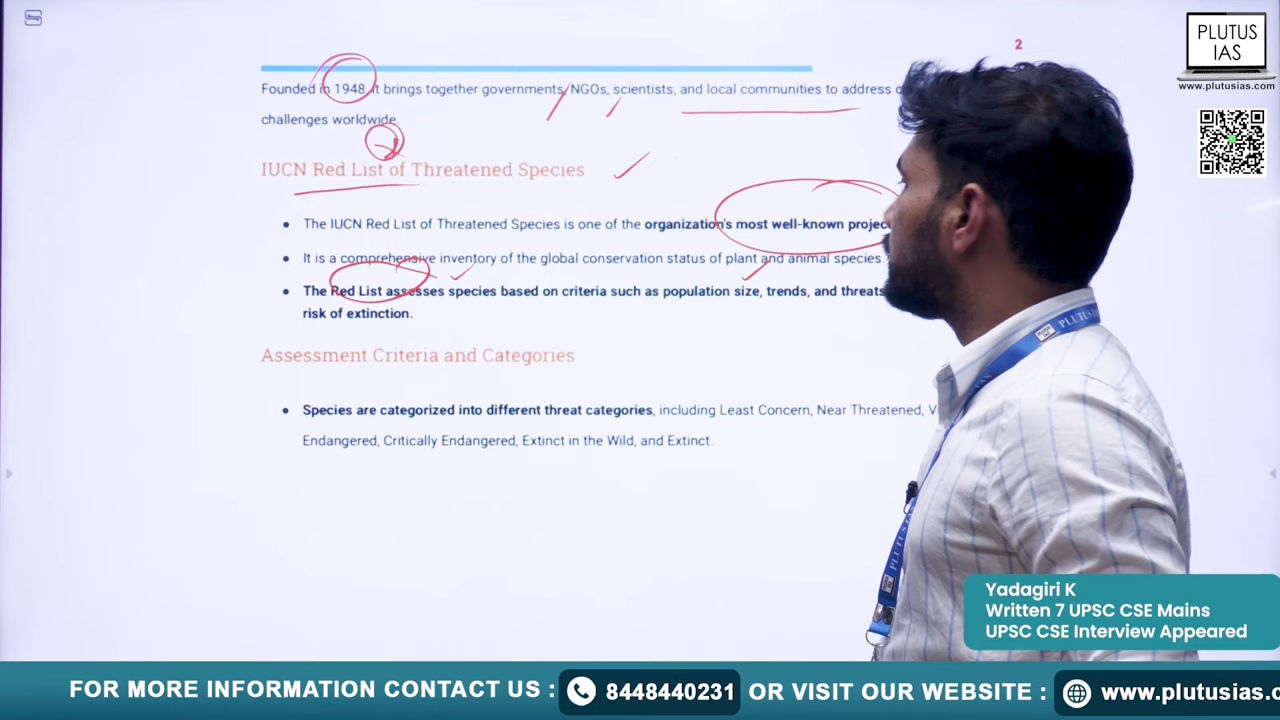 PLUTUS
IAS
www.plutusias.com
2
Founded in 1948, it brings together governments, NGOs, scientists, and local communities to address
challenges worldwide.
IUCN Red List of Threatened Species
The IUCN Red List of Threatened Species is one of the organization's most well-known projec
It is a comprehensive inventory of the global conservation status of plant and animal species.
The Red List assesses species based on criteria such as population size, trends, and threats
risk of extinction.
Assessment Criteria and Categories
Species are categorized into different threat categories, including Least Concern, Near Threatened, V
Endangered, Critically Endangered, Extinct in the Wild, and Extinct.
PLUTUS
PLUTUS
Yadagiri K
Written 7 UPSC CSE Mains
UPSC CSE Interview Appeared
FOR MORE INFORMATION CONTACT US : 8448440231 OR VISIT OUR WEBSITE : www.plutusias.c